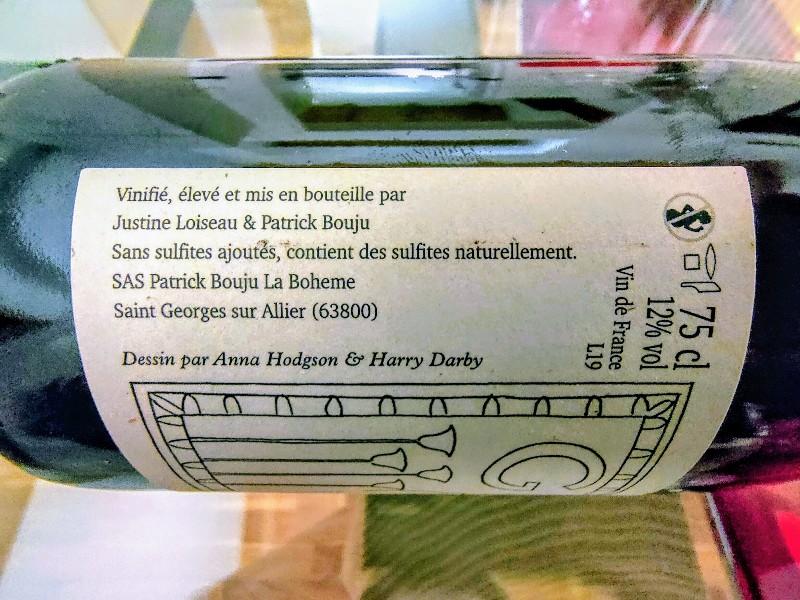 Vinifié, élevé et mis en bouteille par
Justine Loiseau & Patrick Bouju
Sans sulfites ajoutés, contient des sulfites naturellement.
SAS Patrick Bouju La Boheme
Saint Georges sur Allier (63800)
Dessin par Anna Hodgson & Harry Darby
75 cl
12% vol
Vin de France
L19
G